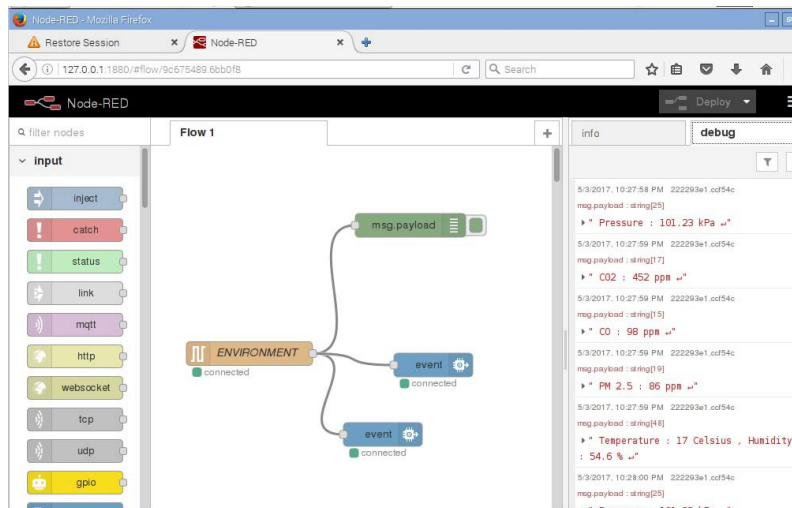 Node-RED - Mozilla Firefox
Restore Session
Node-RED
127.0.0.1:1880/#flow/9c675489.6bb0f8
Search
Node-RED
Deploy
filter nodes
Flow 1
info
debug
input
inject
catch
status
link
mqtt
http
websocket
tcp
udp
gpio
msg.payload
ENVIRONMENT
connected
event
connected
event
connected
5/3/2017, 10:27:58 PM 222293e1.ccf54c
msg.payload : string[25]
" Pressure : 101.23 kPa ↵"
5/3/2017, 10:27:59 PM 222293e1.ccf54c
msg.payload : string[17]
" CO2 : 452 ppm ↵"
5/3/2017, 10:27:59 PM 222293e1.ccf54c
msg.payload : string[15]
" CO : 98 ppm ↵"
5/3/2017, 10:27:59 PM 222293e1.ccf54c
msg.payload : string[19]
" PM 2.5 : 86 ppm ↵"
5/3/2017, 10:27:59 PM 222293e1.ccf54c
msg.payload : string[48]
" Temperature : 17 Celsius , Humidity
: 54.6 % ↵"
5/3/2017, 10:28:00 PM 222293e1.ccf54c
msg.payload : string[25]